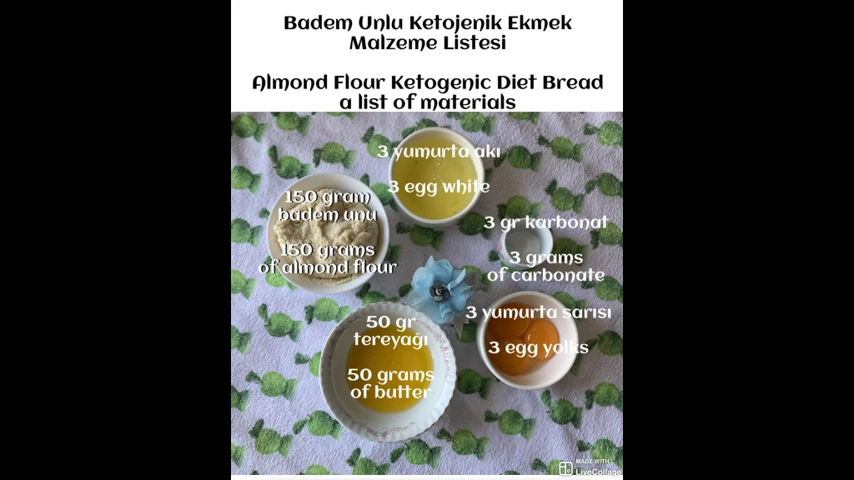 Badem Unlu Ketojenik Ekmek
Malzeme Listesi
Almond Flour Ketogenic Diet Bread
a list of materials
3 yumurta akı
3 egg white
150 gram
badem unu
150 grams
of almond flour
3 gr karbonat
3 grams
of carbonate
3 yumurta sarısı
3 egg yolks
50 gr
tereyağı
50 grams
of butter
MADE WITH
LiveCollage